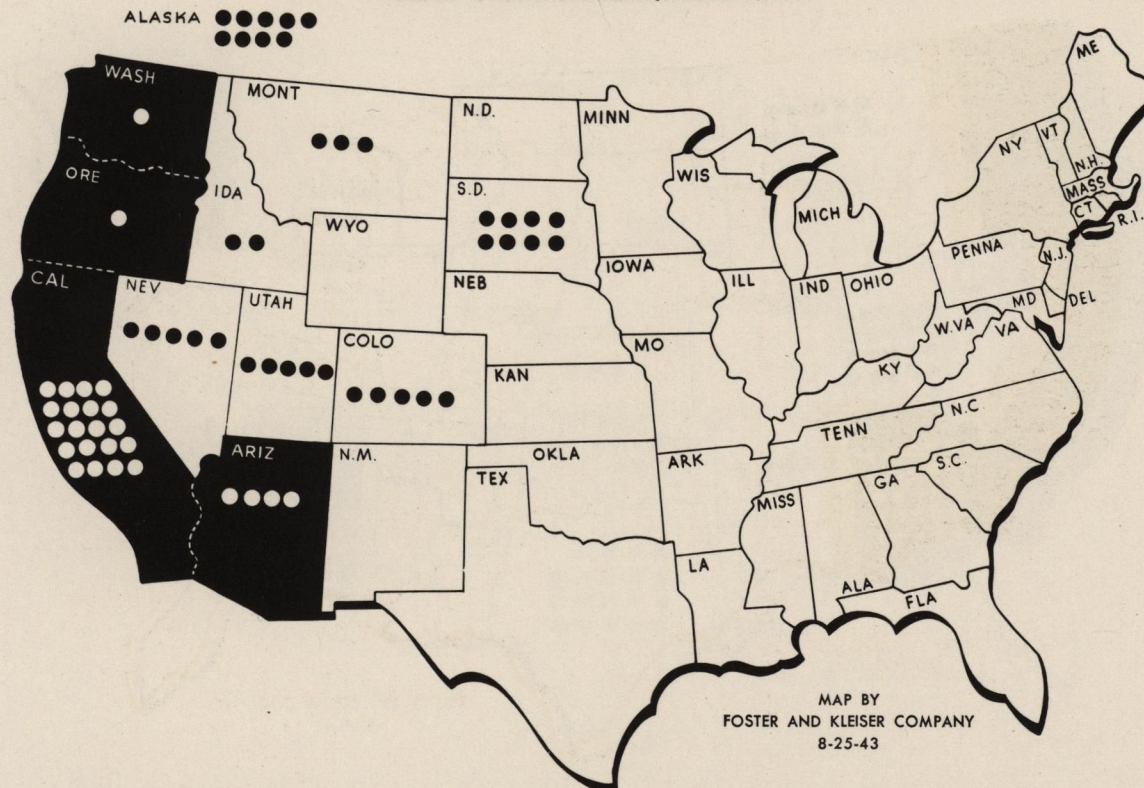 ALASKA
WASH
ORE
CAL
MONT
IDA
NEV
UTAH
WYO
COLO
ARIZ
N.M.
N.D.
S.D.
NEB
KAN
OKLA
TEX
MINN
IOWA
MO
ARK
LA
WIS
ILL
MICH
IND
OHIO
KY
TENN
MISS
ALA
GA
FLA
S.C.
N.C
VA
W.VA
MD
DEL
PENNA
N.J.
NY
VT
N.H.
ME
MASS
CT
R.I.
MAP BY
FOSTER AND KLEISER COMPANY
8-25-43